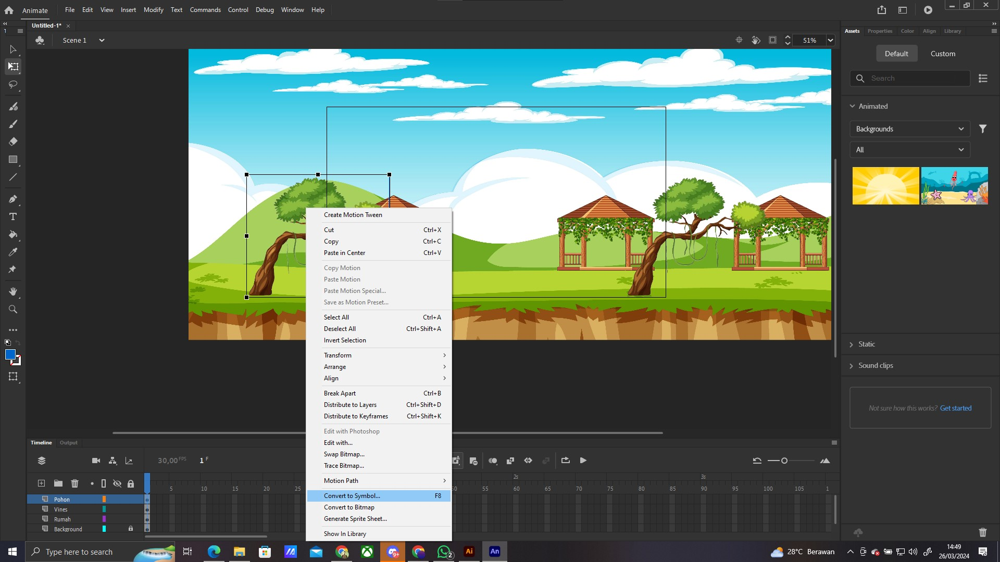 Animate File Edit View Insert Modify Text Commands Control Debug Window Help
Untitled-1*
1
Scene 1
51%
Assets Properties Color Align Library
Default Custom
Search
Animated
Backgrounds
All
Static
Sound clips
Not sure how this works? Get started
Create Motion Tween
Cut Ctrl+X
Copy Ctrl+C
Paste in Center Ctrl+V
Copy Motion
Paste Motion
Paste Motion Special...
Save as Motion Preset...
Select All Ctrl+A
Deselect All Ctrl+Shift+A
Invert Selection
Transform
Arrange
Align
Break Apart Ctrl+B
Distribute to Layers Ctrl+Shift+D
Distribute to Keyframes Ctrl+Shift+K
Edit with Photoshop
Edit with...
Swap Bitmap...
Trace Bitmap...
Motion Path
Convert to Symbol... F8
Convert to Bitmap
Generate Sprite Sheet...
Show In Library
Timeline Output
30,00 FPS 1 F
2s 3s
5 10 15 20 25 50 55 60 65 70 75 80 85 90 95 100 105 1
Pohon
Vines
Rumah
Background
Type here to search
9+
2
Ai
An
28°C Berawan
14:49
26/03/2024